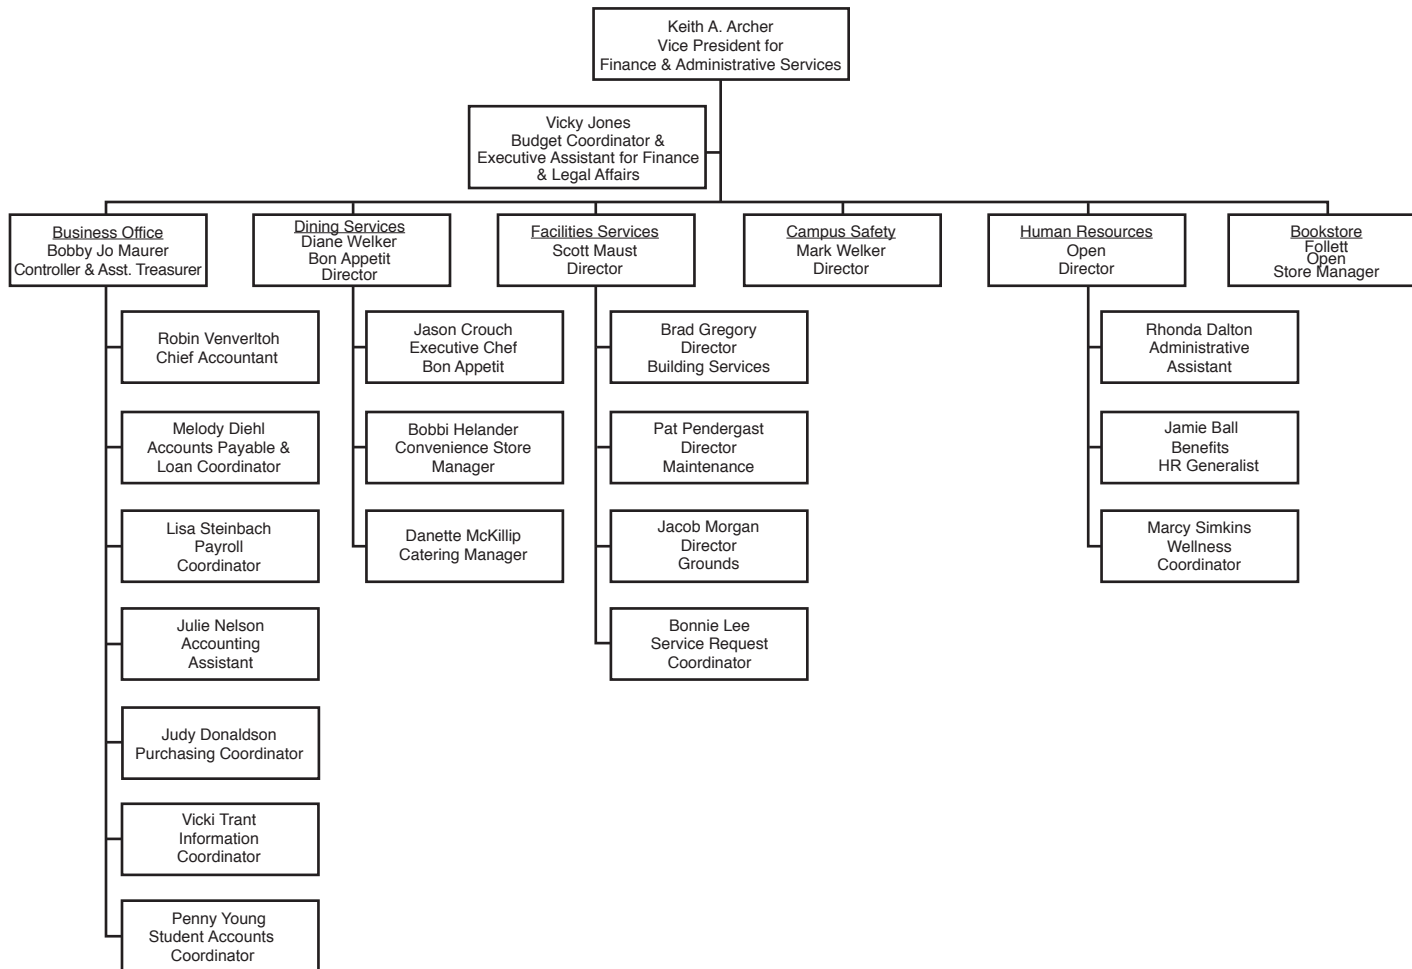 Keith A. Archer
Vice President for
Finance & Administrative Services
Vicky Jones
Budget Coordinator &
Executive Assistant for Finance
& Legal Affairs
Business Office
Bobby Jo Maurer
Controller & Asst. Treasurer
Dining Services
Diane Welker
Bon Appetit
Director
Facilities Services
Scott Maust
Director
Campus Safety
Mark Welker
Director
Human Resources
Open
Director
Bookstore
Follett
Open
Store Manager
Robin Venverltoh
Chief Accountant
Melody Diehl
Accounts Payable &
Loan Coordinator
Lisa Steinbach
Payroll
Coordinator
Julie Nelson
Accounting
Assistant
Judy Donaldson
Purchasing Coordinator
Vicki Trant
Information
Coordinator
Penny Young
Student Accounts
Coordinator
Jason Crouch
Executive Chef
Bon Appetit
Bobbi Helander
Convenience Store
Manager
Danette McKillip
Catering Manager
Brad Gregory
Director
Building Services
Pat Pendergast
Director
Maintenance
Jacob Morgan
Director
Grounds
Bonnie Lee
Service Request
Coordinator
Rhonda Dalton
Administrative
Assistant
Jamie Ball
Benefits
HR Generalist
Marcy Simkins
Wellness
Coordinator